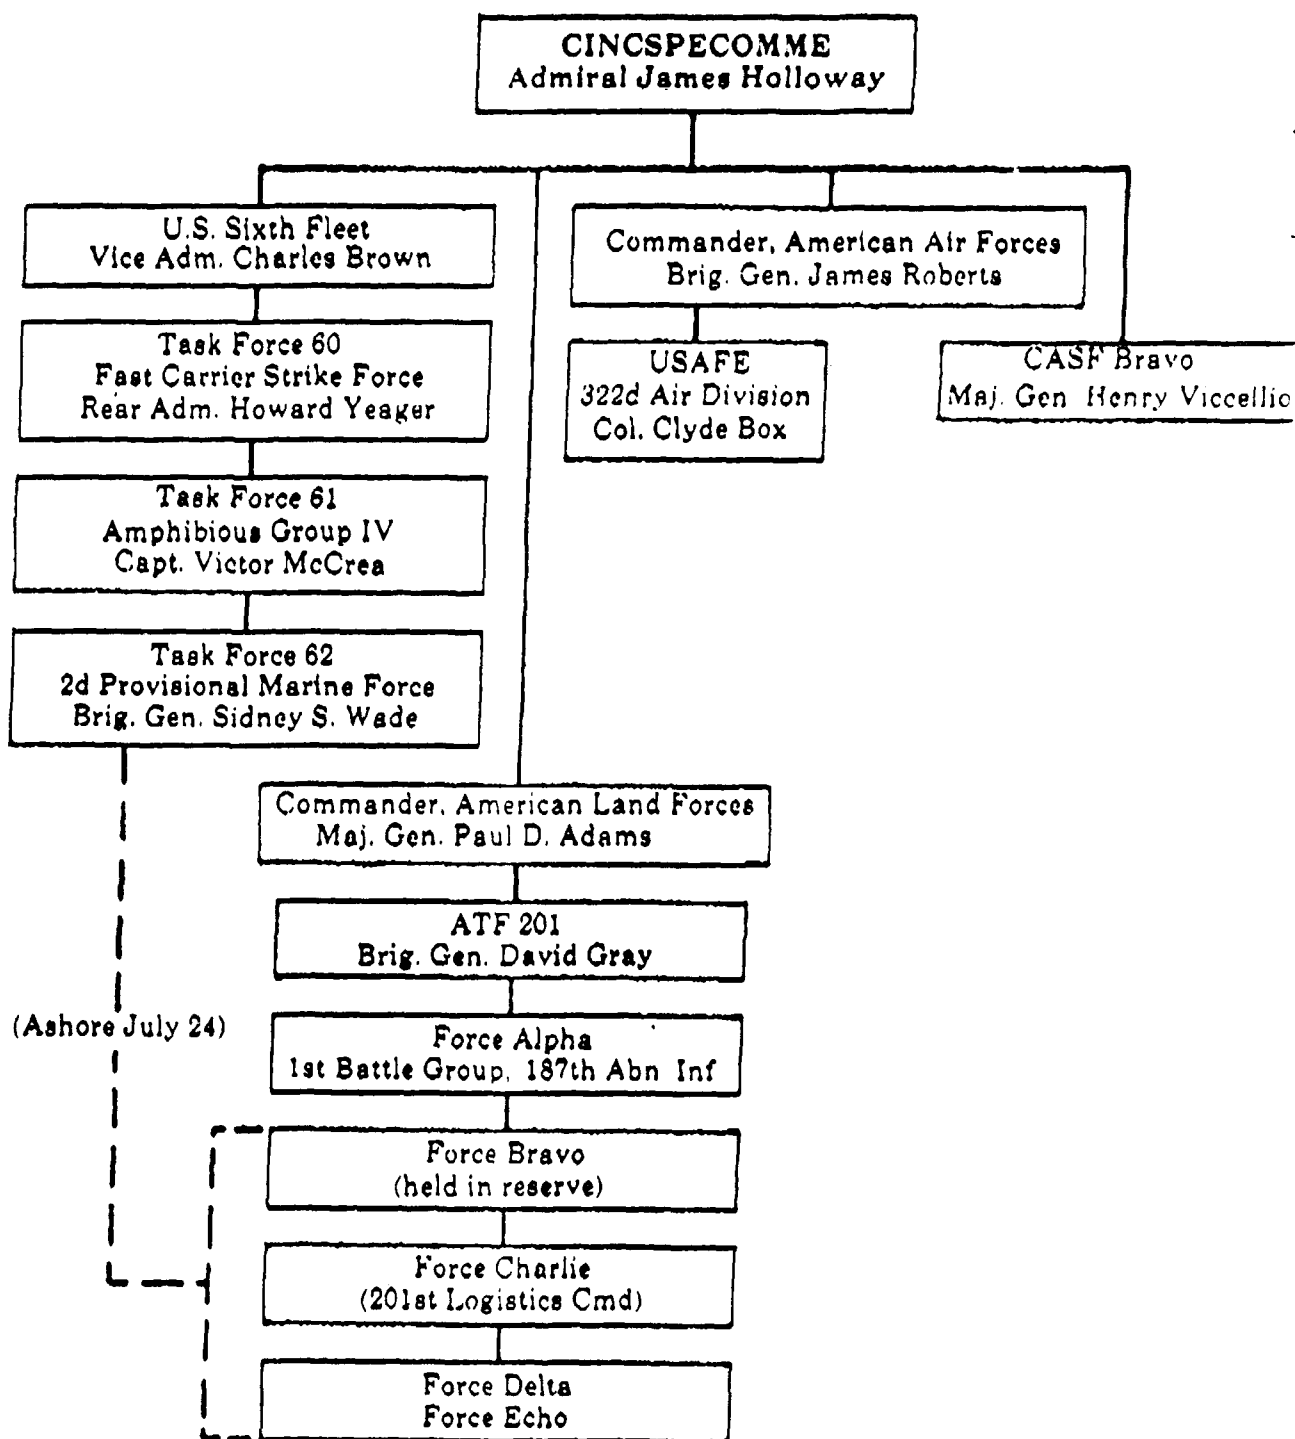 CINCSPECOMME
Admiral James Holloway
U.S. Sixth Fleet
Vice Adm. Charles Brown
Commander, American Air Forces
Brig. Gen. James Roberts
Task Force 60
Fast Carrier Strike Force
Rear Adm. Howard Yeager
USAFE
322d Air Division
Col. Clyde Box
CASF Bravo
Maj. Gen Henry Viccellio
Task Force 61
Amphibious Group IV
Capt. Victor McCrea
Task Force 62
2d Provisional Marine Force
Brig. Gen. Sidney S. Wade
Commander, American Land Forces
Maj. Gen. Paul D. Adams
ATF 201
Brig. Gen. David Gray
(Ashore July 24)
Force Alpha
1st Battle Group, 187th Abn Inf
Force Bravo
(held in reserve)
Force Charlie
(201st Logistics Cmd)
Force Delta
Force Echo